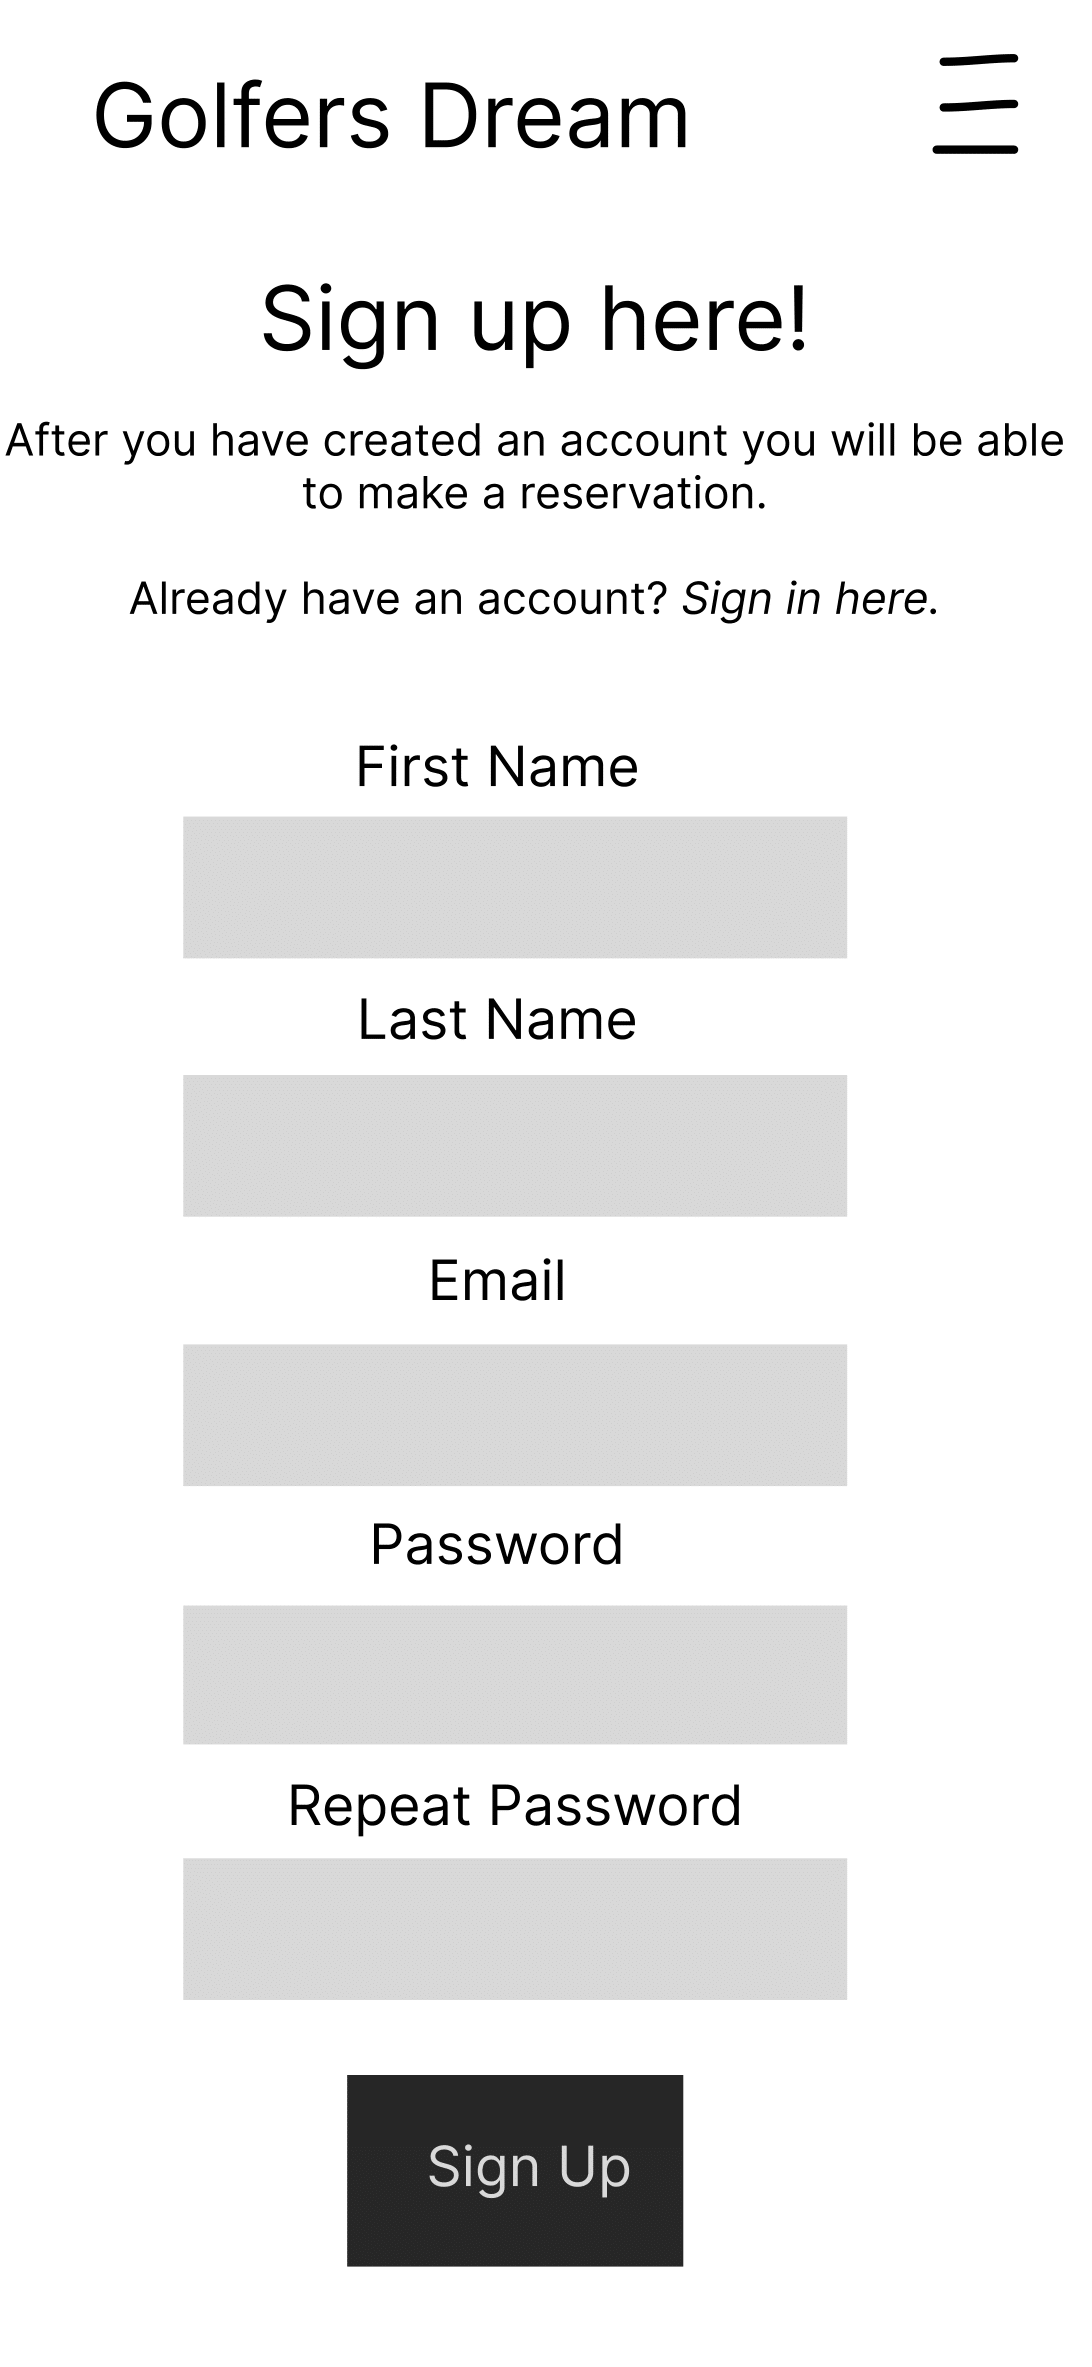 Golfers Dream
Sign up here!
After you have created an account you will be able
to make a reservation.
Already have an account? Sign in here.
First Name
Last Name
Email
Password
Repeat Password
Sign Up